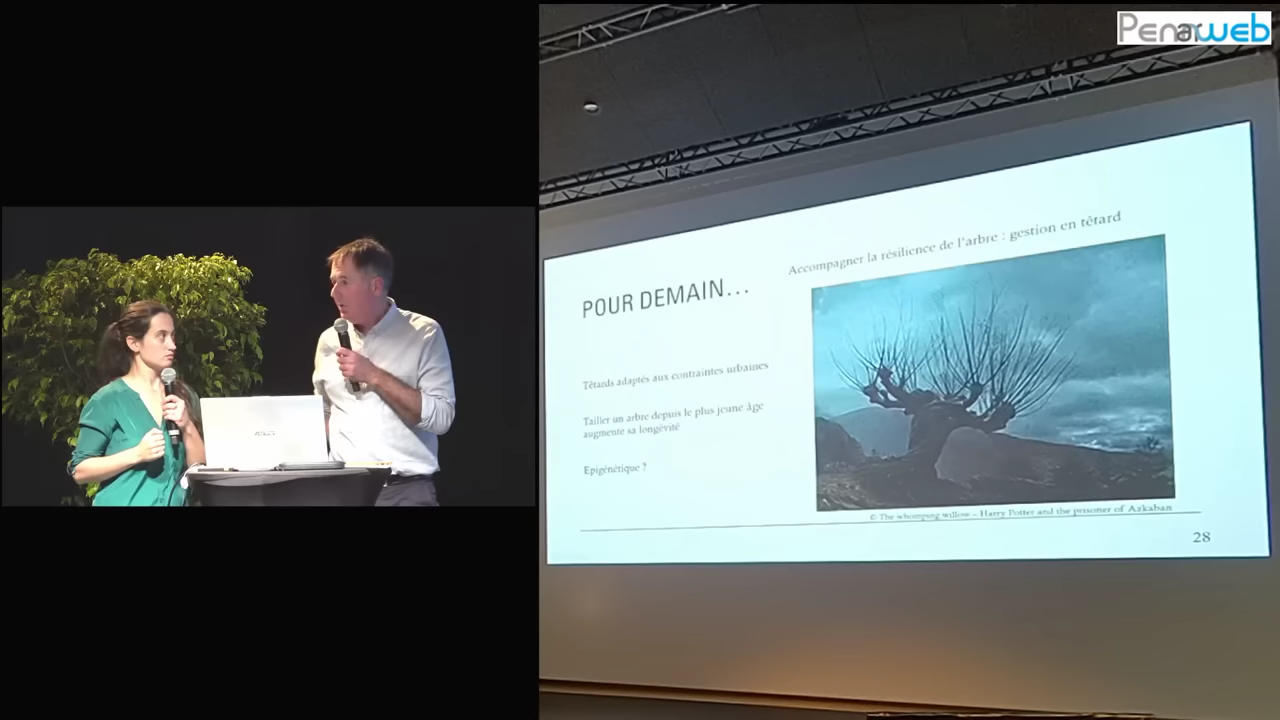 Penarweb
Accompagner la résilience de l'arbre : gestion en têtard
POUR DEMAIN…
Têtards adaptés aux contraintes urbaines
Tailler un arbre depuis le plus jeune âge
augmente sa longévité
Epigénétique ?
© The whomping willow – Harry Potter and the prisoner of Azkaban
28